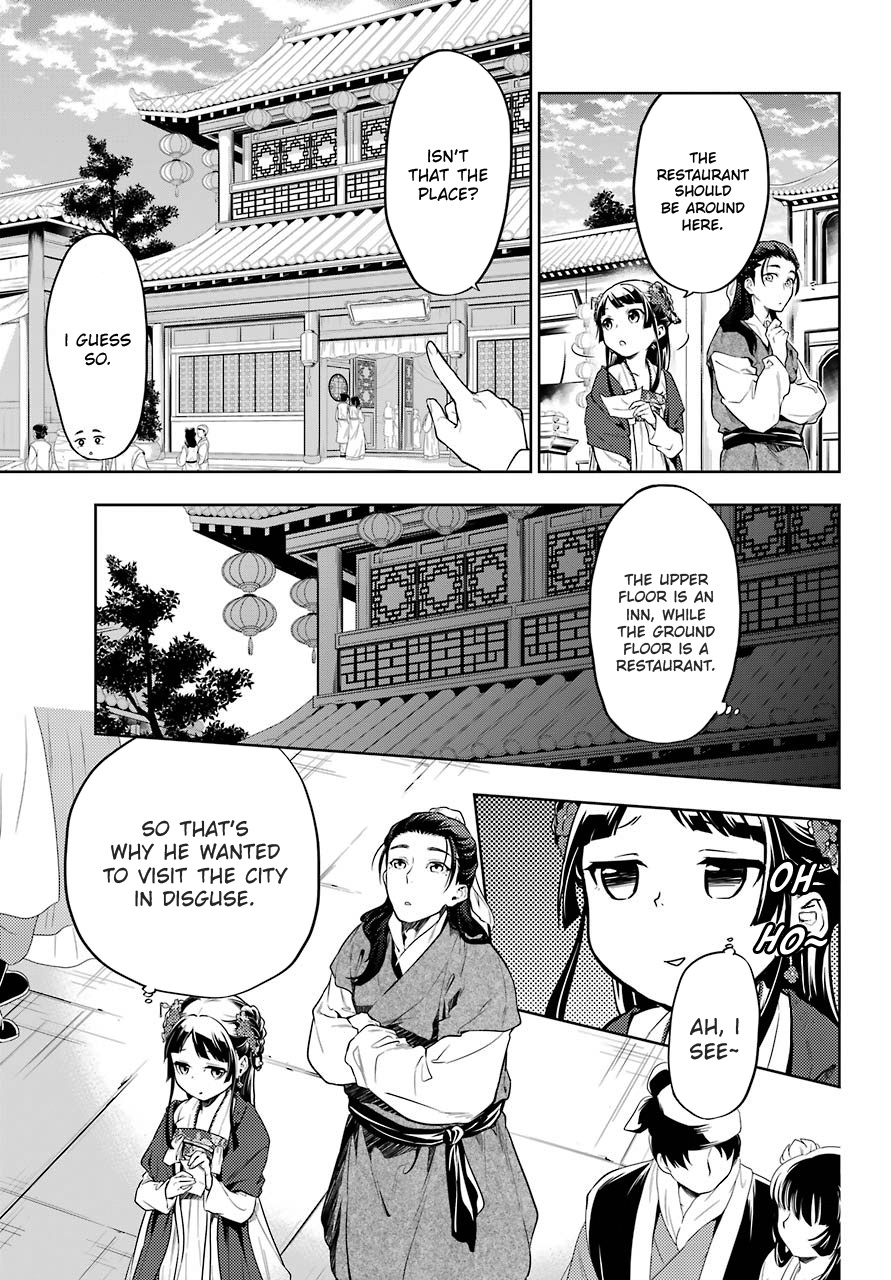 THE
RESTAURANT
SHOULD
BE AROUND
HERE.
ISN'T
THAT THE
PLACE?
I GUESS
SO.
THE UPPER
FLOOR IS AN
INN, WHILE
THE GROUND
FLOOR IS A
RESTAURANT.
OH
HO~
AH, I
SEE~
SO THAT'S
WHY HE WANTED
TO VISIT THE CITY
IN DISGUSE.